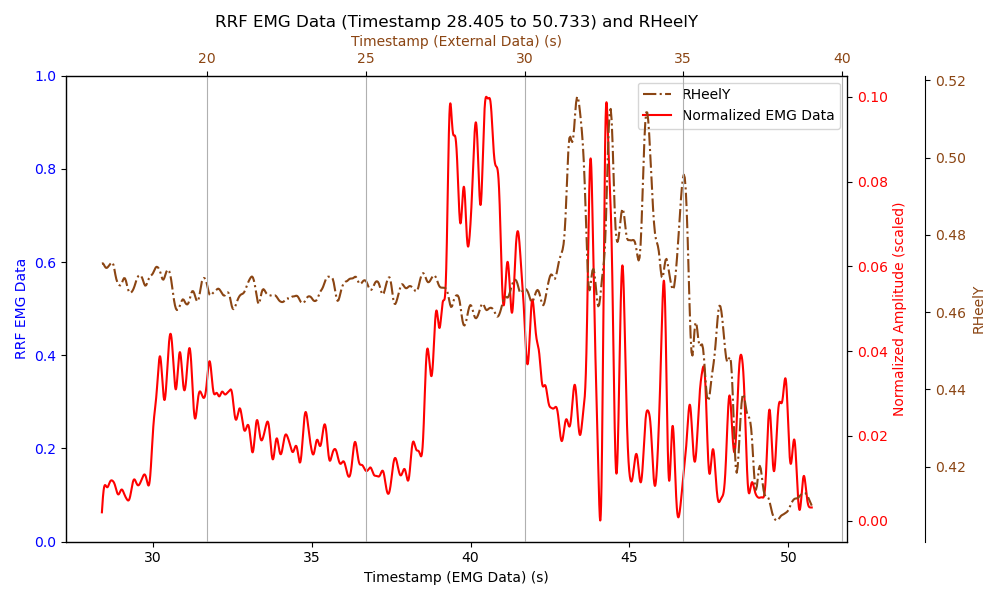 RRF EMG Data (Timestamp 28.405 to 50.733) and RHeelY
Timestamp (External Data) (s)
20 25 30 35 40
1.0
0.8
0.6
0.4
0.2
0.0
RRF EMG Data
RHeelY
Normalized EMG Data
0.10
0.08
0.06
0.04
0.02
0.00
Normalized Amplitude (scaled)
0.52
0.50
0.48
0.46
0.44
0.42
RHeelY
30 35 40 45 50
Timestamp (EMG Data) (s)